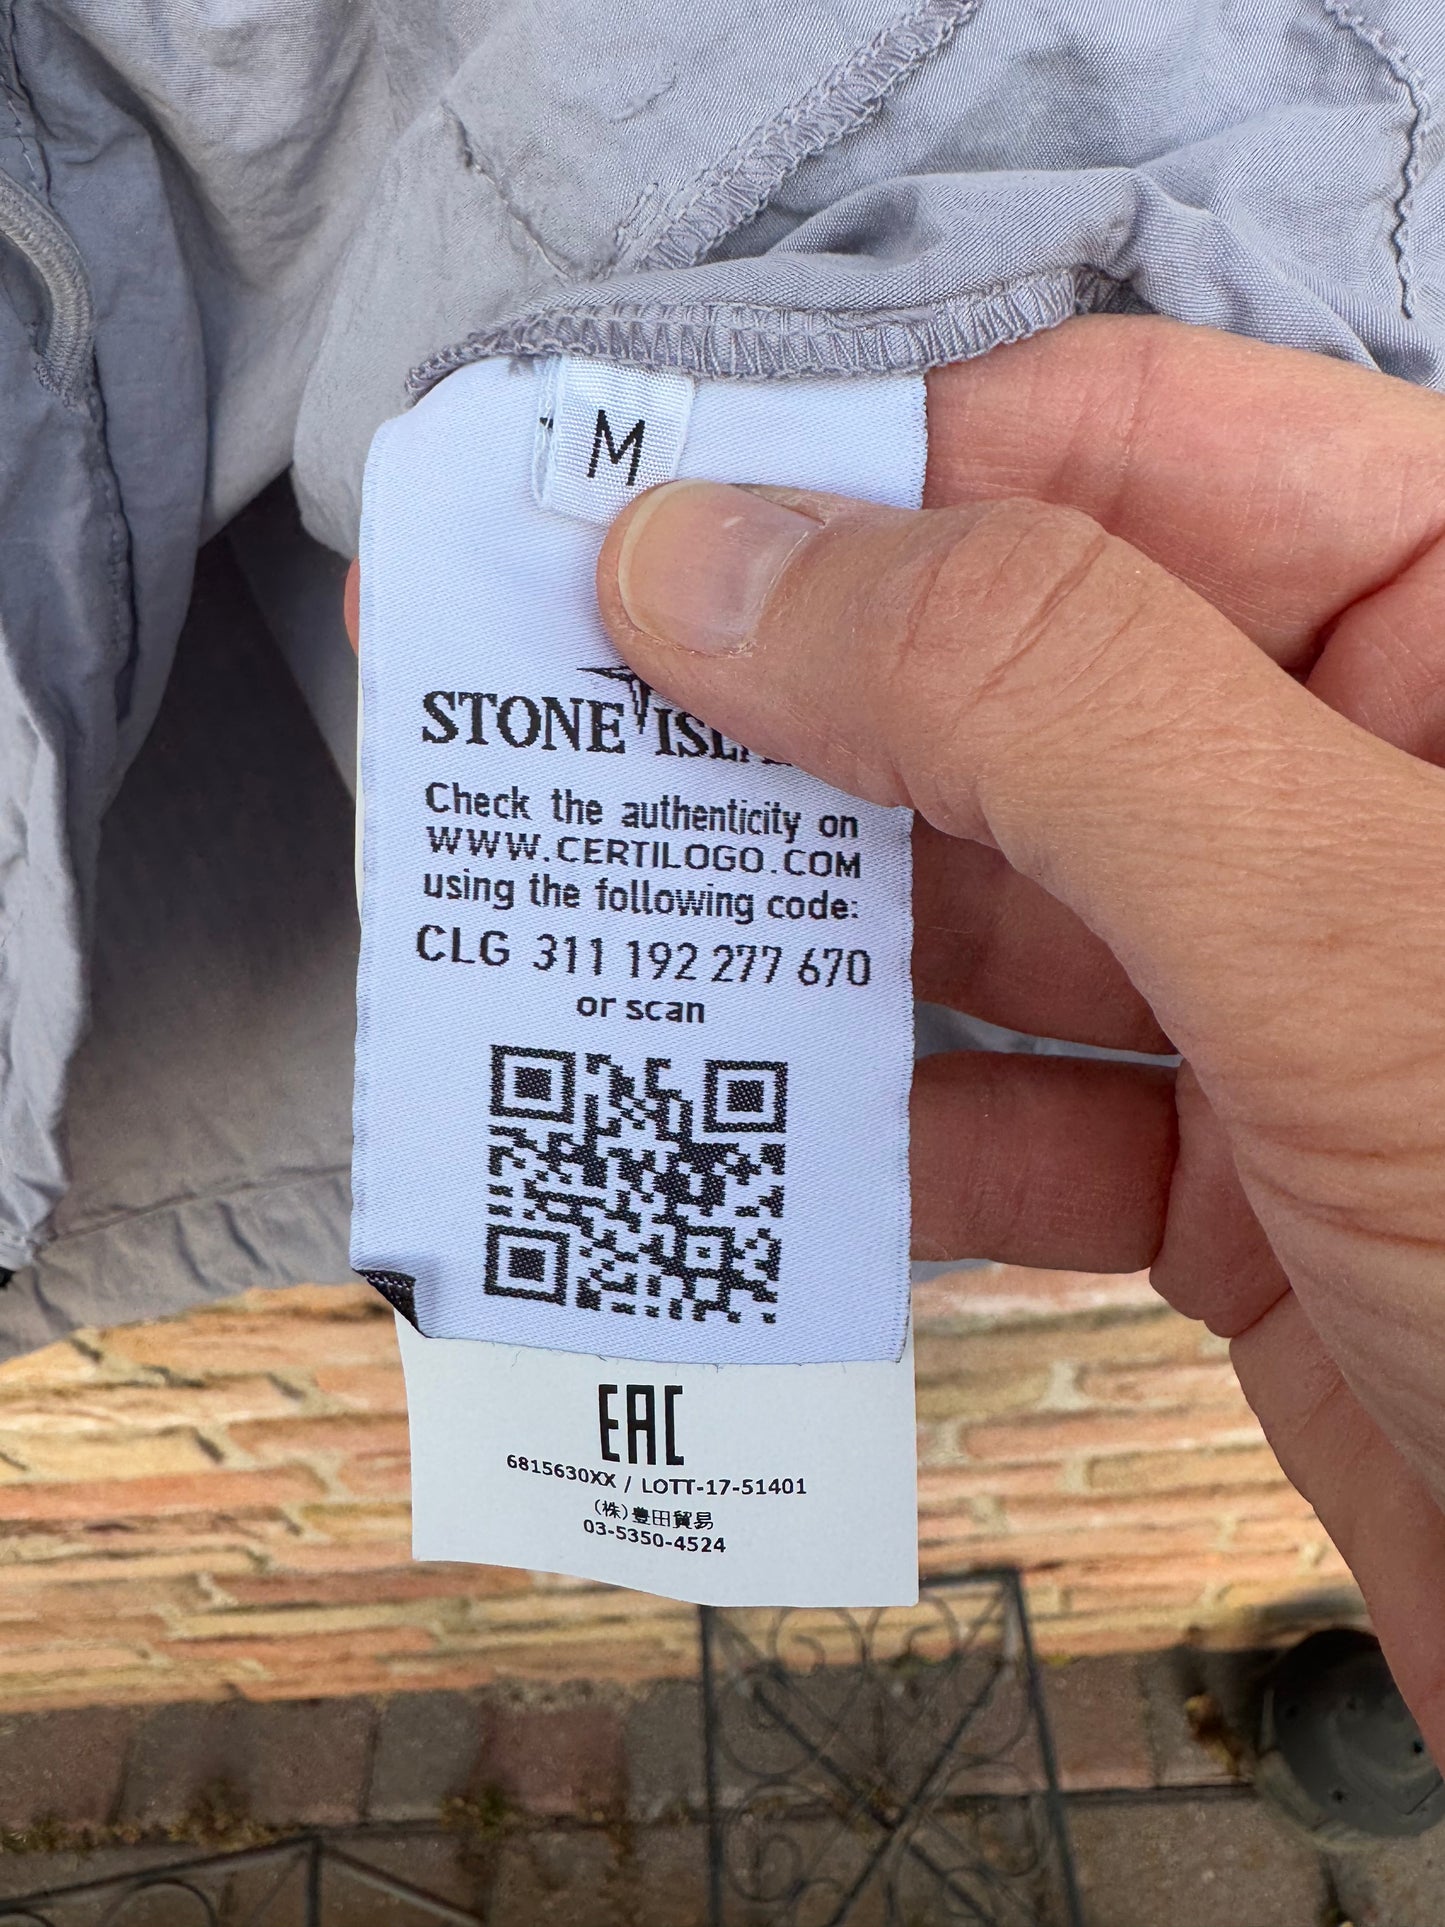 M
STONE
Check the authenticity on
WWW.CERTILOGO.COM
using the following code:
CLG 311 192 277 670
or scan
EAC
6815630XX / LOTT-17-51401
(株)豊田貿易
03-5350-4524